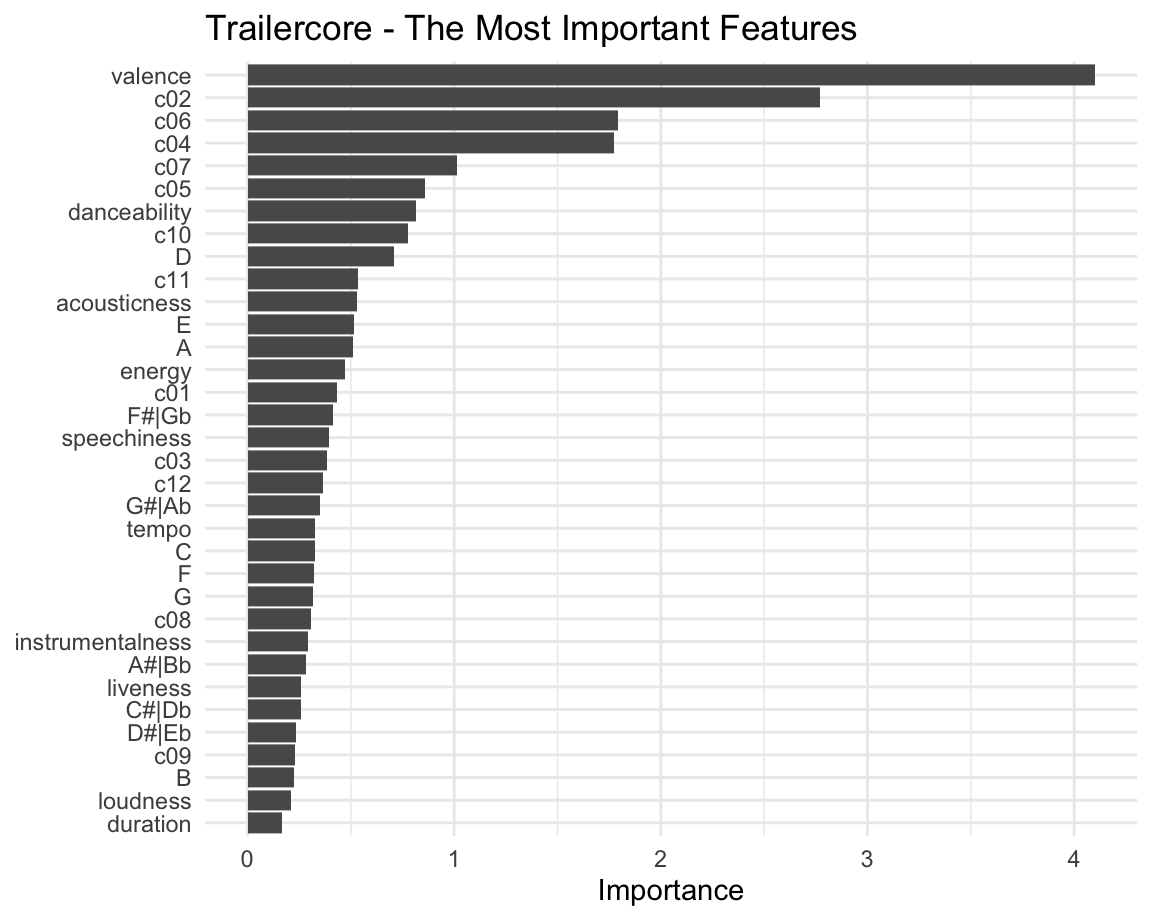 Trailercore - The Most Important Features
valence
c02
c06
c04
c07
c05
danceability
c10
D
c11
acousticness
E
A
energy
c01
F#|Gb
speechiness
c03
c12
G#|Ab
tempo
C
F
G
c08
instrumentalness
A#|Bb
liveness
C#|Db
D#|Eb
c09
B
loudness
duration
0 1 2 3 4
Importance